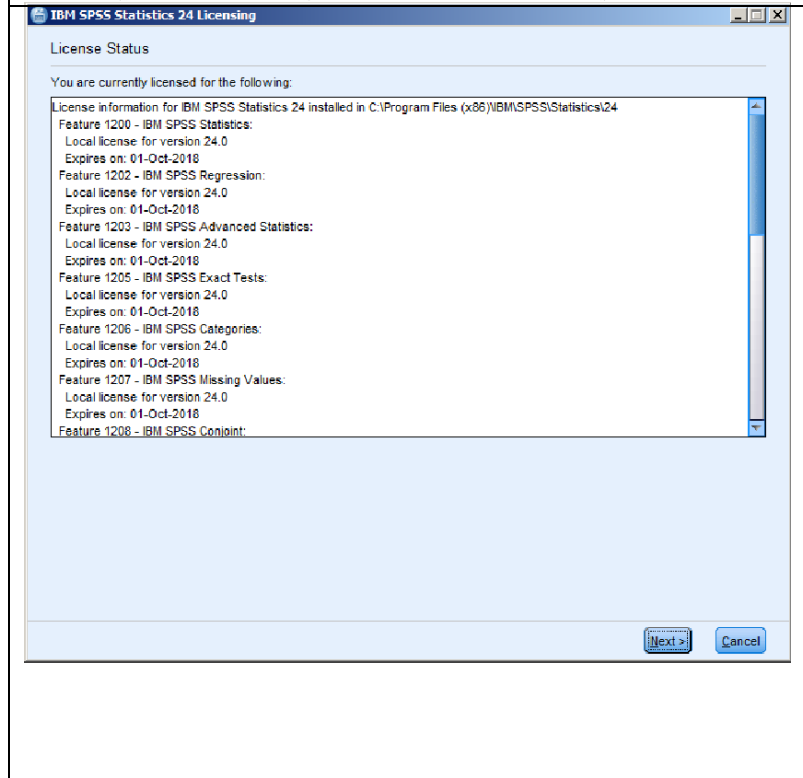 IBM SPSS Statistics 24 Licensing
License Status
You are currently licensed for the following:
License information for IBM SPSS Statistics 24 installed in C:\Program Files (x86)\IBM\SPSS\Statistics\24
Feature 1200 - IBM SPSS Statistics:
Local license for version 24.0
Expires on: 01-Oct-2018
Feature 1202 - IBM SPSS Regression:
Local license for version 24.0
Expires on: 01-Oct-2018
Feature 1203 - IBM SPSS Advanced Statistics:
Local license for version 24.0
Expires on: 01-Oct-2018
Feature 1205 - IBM SPSS Exact Tests:
Local license for version 24.0
Expires on: 01-Oct-2018
Feature 1206 - IBM SPSS Categories:
Local license for version 24.0
Expires on: 01-Oct-2018
Feature 1207 - IBM SPSS Missing Values:
Local license for version 24.0
Expires on: 01-Oct-2018
Feature 1208 - IBM SPSS Conjoint:
Next >
Cancel